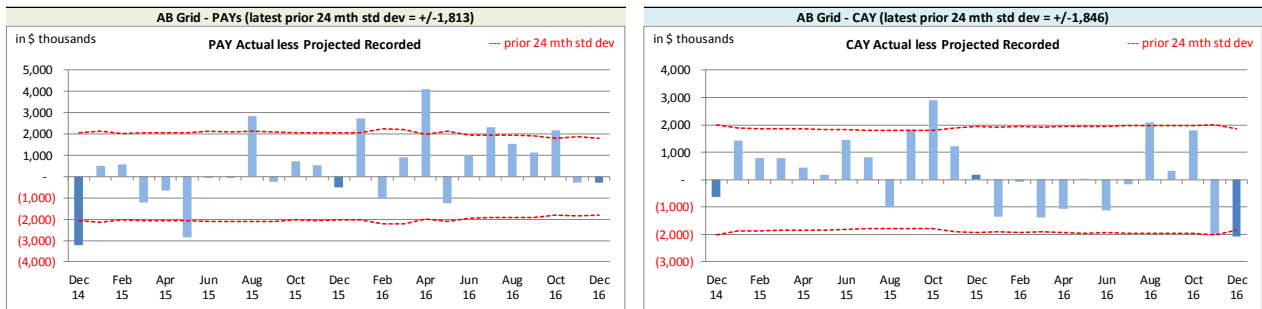 AB Grid - PAYs (latest prior 24 mth std dev = +/-1,813)
in $ thousands
PAY Actual less Projected Recorded
--- prior 24 mth std dev
5,000
4,000
3,000
2,000
1,000
-
(1,000)
(2,000)
(3,000)
(4,000)
Dec Feb Apr Jun Aug Oct Dec Feb Apr Jun Aug Oct Dec
14 15 15 15 15 15 15 16 16 16 16 16 16
AB Grid - CAY (latest prior 24 mth std dev = +/-1,846)
in $ thousands
CAY Actual less Projected Recorded
--- prior 24 mth std dev
4,000
3,000
2,000
1,000
-
(1,000)
(2,000)
(3,000)
Dec Feb Apr Jun Aug Oct Dec Feb Apr Jun Aug Oct Dec
14 15 15 15 15 15 15 16 16 16 16 16 16